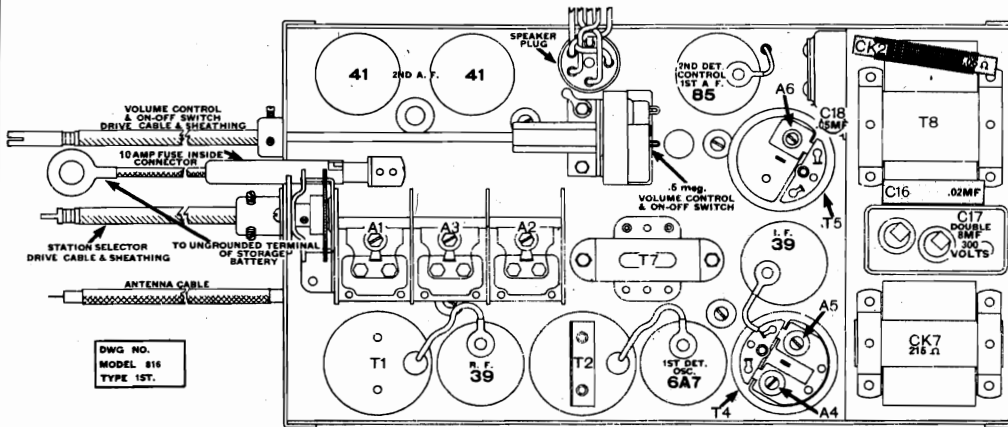 SPEAKER
PLUG
41
2ND A. F.
41
2ND DET.
CONTROL
1ST A F.
85
A6
C18
.05MF
CK2
T8
VOLUME CONTROL
& ON-OFF SWITCH
DRIVE CABLE & SHEATHING
10 AMP FUSE INSIDE
CONNECTOR
.5 meg.
VOLUME CONTROL
& ON-OFF SWITCH
T5
C16
.02MF
C17
DOUBLE
8MF
300
VOLTS
STATION SELECTOR
DRIVE CABLE & SHEATHING
TO UNGROUNDED TERMINAL
OF STORAGE
BATTERY
A1
A3
A2
T7
I. F.
39
ANTENNA CABLE
DWG NO.
MODEL 816
TYPE 1ST.
T1
R. F.
39
T2
1ST DET.
OSC.
6A7
A5
T4
A4
CK7
215 Ω